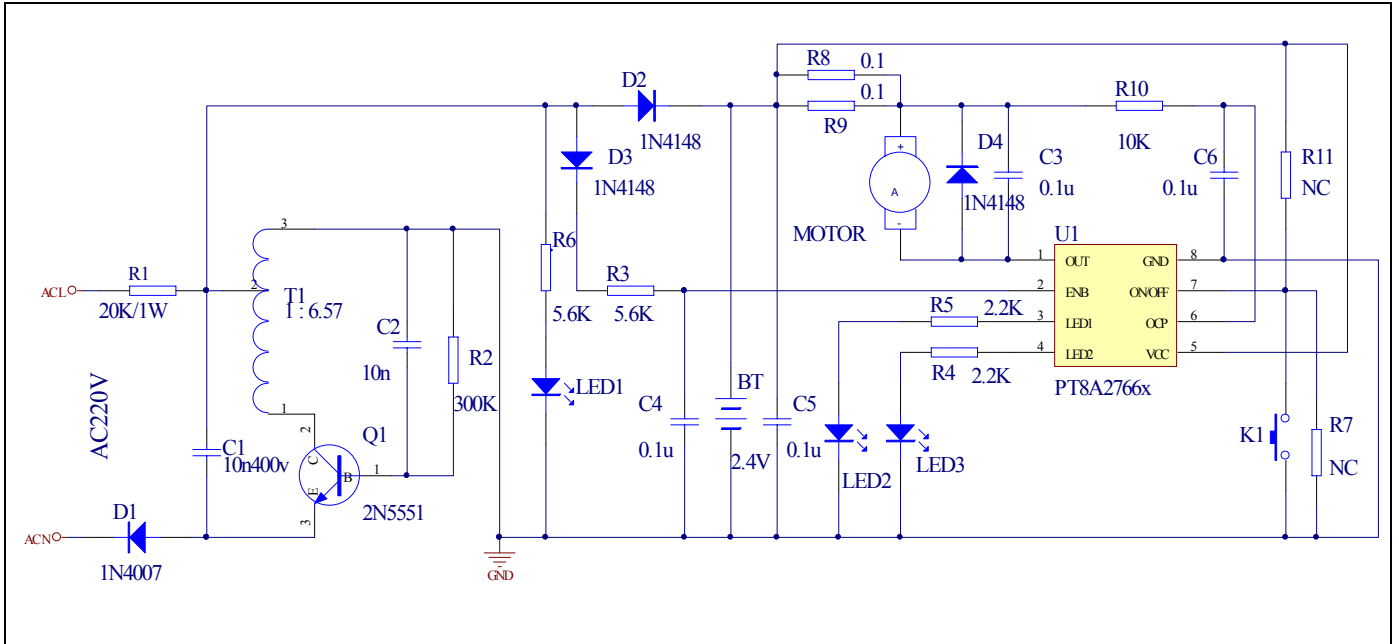 R8
0.1
0.1
R9
D2
1N4148
D3
1N4148
R10
10K
D4
1N4148
C3
0.1u
C6
0.1u
R11
NC
A
+
-
MOTOR
U1
1
OUT
GND
8
2
ENB
ON/OFF
7
3
LED1
OCP
6
4
LED2
VCC
5
PT8A2766x
3
2
1
T1
1 : 6.57
ACL
R1
20K/1W
R6
5.6K
R3
5.6K
R5
2.2K
R4
2.2K
C2
10n
R2
300K
LED1
C4
0.1u
BT
2.4V
C5
0.1u
LED2
LED3
K1
R7
NC
AC220V
C1
10n400v
2
C
B
E
1
3
Q1
2N5551
D1
1N4007
ACN
GND